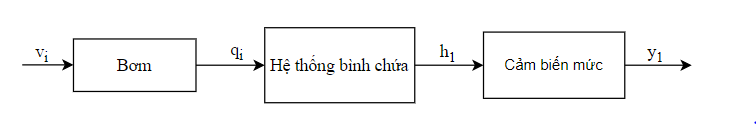 vi
Bơm
qi
Hệ thống bình chứa
h1
Cảm biến mức
y1